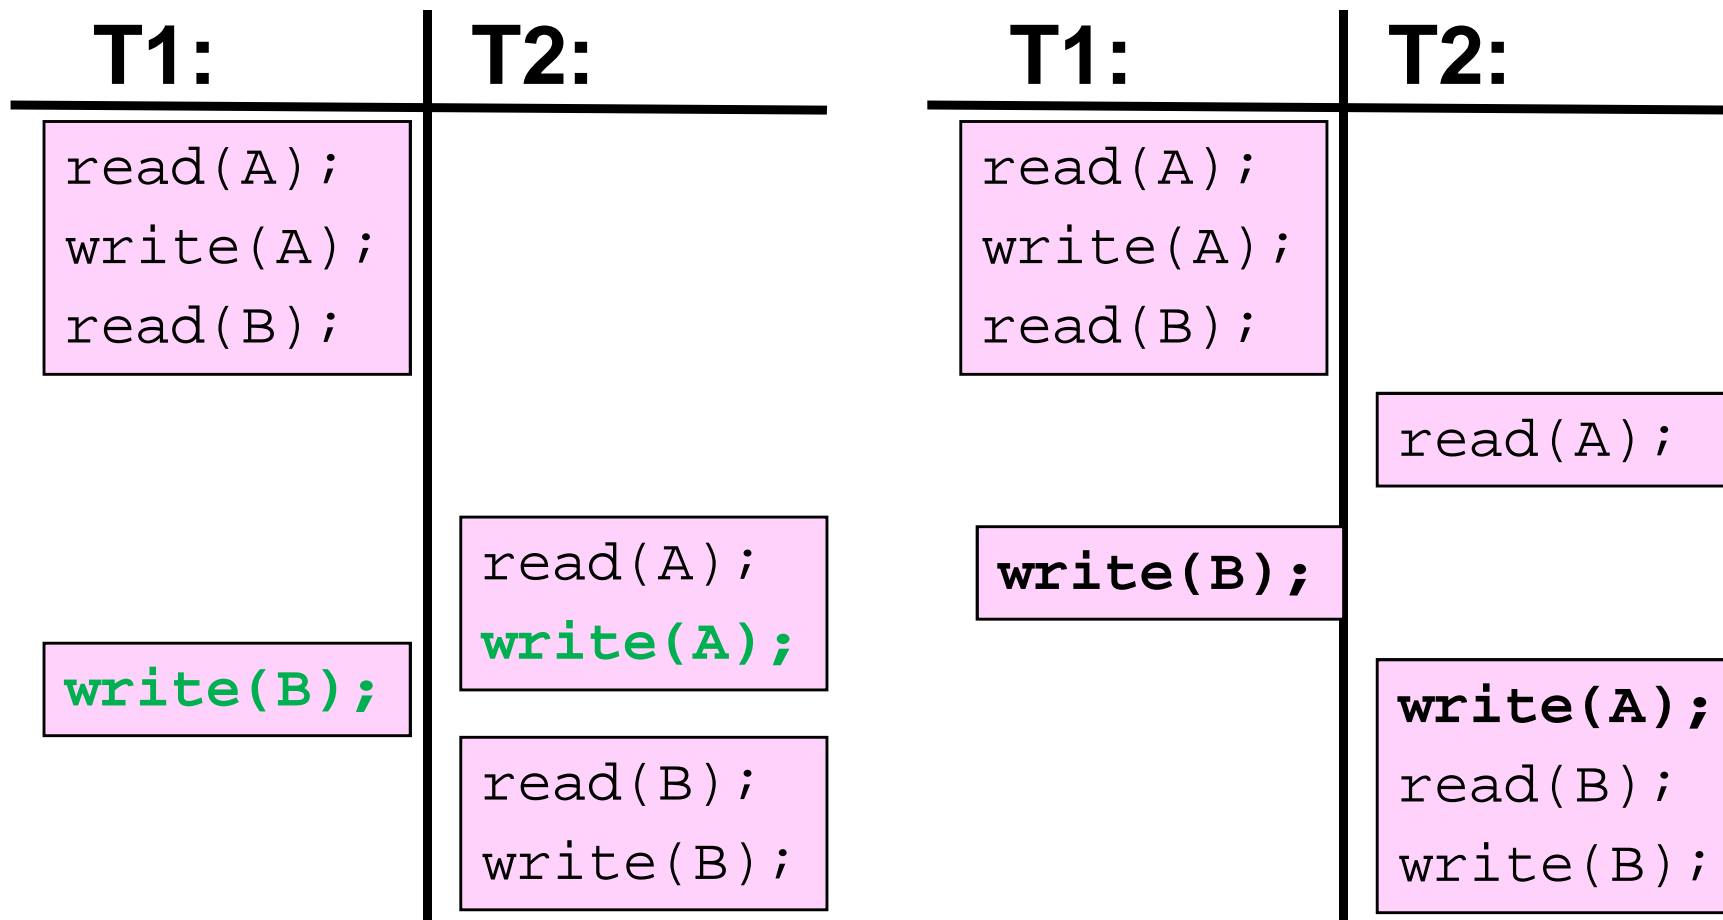 T1:
T2:
read(A);
write(A);
read(B);
read(A);
write(A);
write(B);
read(B);
write(B);
T1:
T2:
read(A);
write(A);
read(B);
read(A);
write(B);
write(A);
read(B);
write(B);